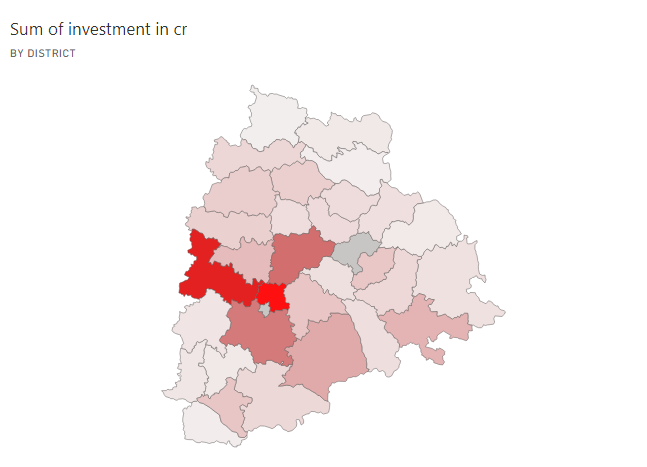 Sum of investment in cr
BY DISTRICT